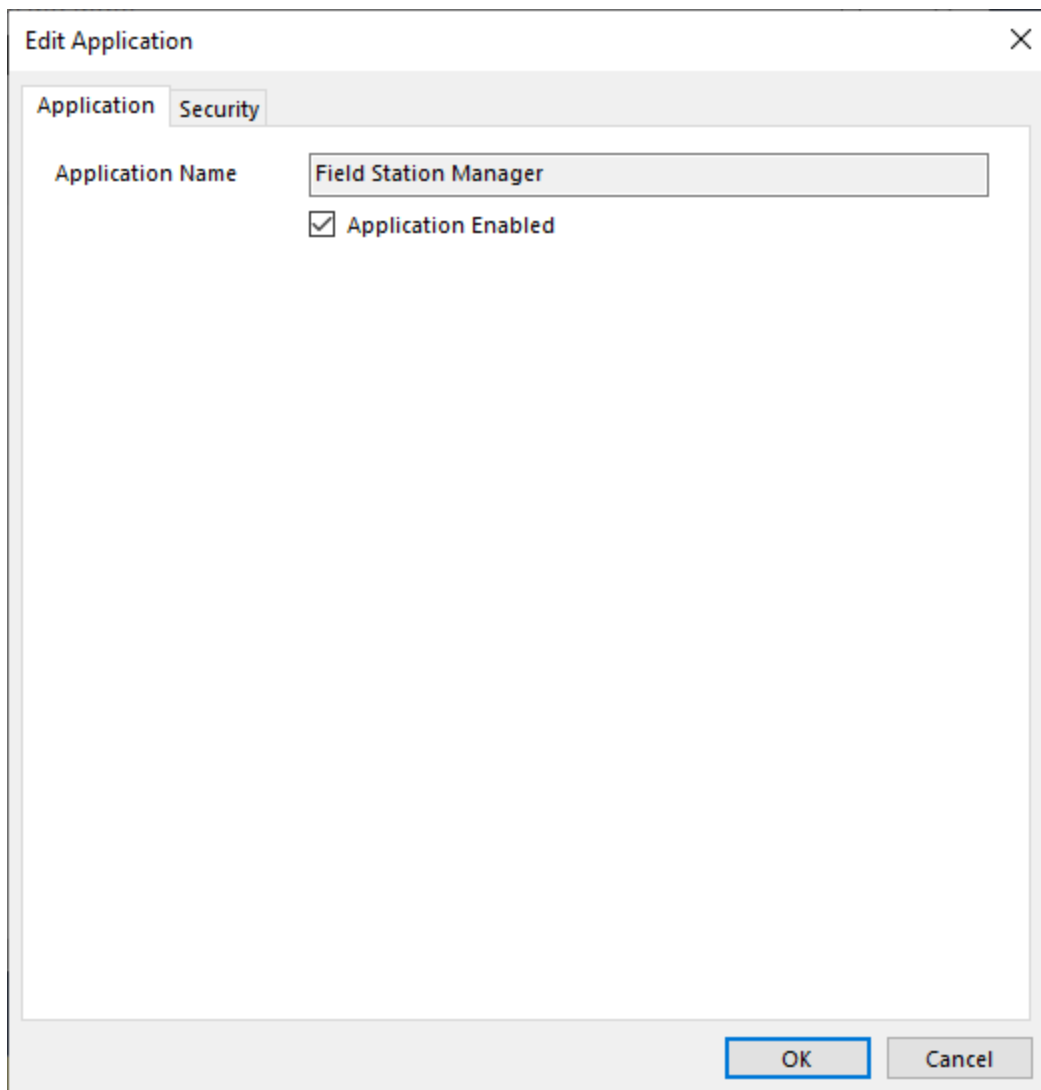 Edit Application
Application Security
Application Name Field Station Manager
Application Enabled
OK Cancel